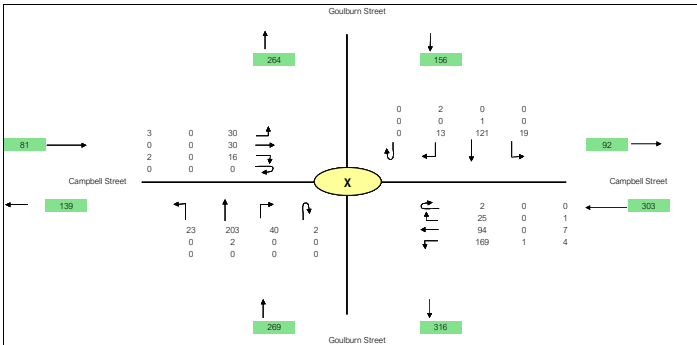 Goulburn Street
264 156
0 2 0 0
0 0 1 0
3 0 30 0 13 121 19
81 0 0 30 92
2 0 16
0 0 0
Campbell Street X Campbell Street
139 2 0 0 303
25 0 1
23 203 40 2 94 0 7
0 2 0 0 169 1 4
0 0 0 0
269 316
Goulburn Street